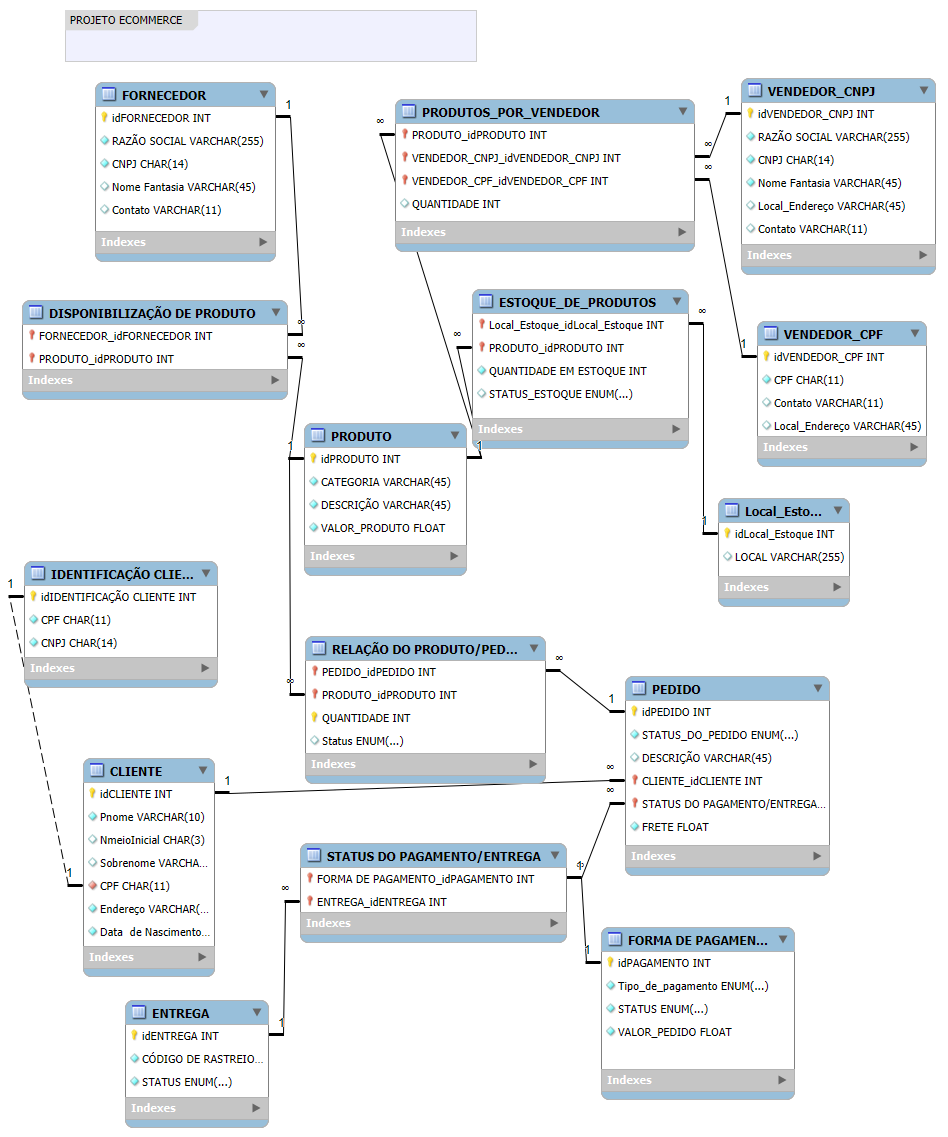 PROJETO ECOMMERCE
FORNECEDOR
idFORNECEDOR INT
RAZÃO SOCIAL VARCHAR(255)
CNPJ CHAR(14)
Nome Fantasia VARCHAR(45)
Contato VARCHAR(11)
Indexes
1
∞
PRODUTOS_POR_VENDEDOR
PRODUTO_idPRODUTO INT
VENDEDOR_CNPJ_idVENDEDOR_CNPJ INT
VENDEDOR_CPF_idVENDEDOR_CPF INT
QUANTIDADE INT
Indexes
∞
∞
1
VENDEDOR_CNPJ
idVENDEDOR_CNPJ INT
RAZÃO SOCIAL VARCHAR(255)
CNPJ CHAR(14)
Nome Fantasia VARCHAR(45)
Local_Endereço VARCHAR(45)
Contato VARCHAR(11)
Indexes
DISPONIBILIZAÇÃO DE PRODUTO
FORNECEDOR_idFORNECEDOR INT
PRODUTO_idPRODUTO INT
Indexes
∞
∞
ESTOQUE_DE_PRODUTOS
Local_Estoque_idLocal_Estoque INT
PRODUTO_idPRODUTO INT
QUANTIDADE EM ESTOQUE INT
STATUS_ESTOQUE ENUM(...)
Indexes
∞
∞
1
VENDEDOR_CPF
idVENDEDOR_CPF INT
CPF CHAR(11)
Contato VARCHAR(11)
Local_Endereço VARCHAR(45)
Indexes
1
PRODUTO
idPRODUTO INT
CATEGORIA VARCHAR(45)
DESCRIÇÃO VARCHAR(45)
VALOR_PRODUTO FLOAT
Indexes
1
1
Local_Esto...
idLocal_Estoque INT
LOCAL VARCHAR(255)
Indexes
1
IDENTIFICAÇÃO CLIE...
idIDENTIFICAÇÃO CLIENTE INT
CPF CHAR(11)
CNPJ CHAR(14)
Indexes
RELAÇÃO DO PRODUTO/PED...
PEDIDO_idPEDIDO INT
PRODUTO_idPRODUTO INT
QUANTIDADE INT
Status ENUM(...)
Indexes
∞
∞
1
PEDIDO
idPEDIDO INT
STATUS_DO_PEDIDO ENUM(...)
DESCRIÇÃO VARCHAR(45)
CLIENTE_idCLIENTE INT
STATUS DO PAGAMENTO/ENTREGA...
FRETE FLOAT
Indexes
∞
∞
CLIENTE
idCLIENTE INT
Pnome VARCHAR(10)
NmeioInicial CHAR(3)
Sobrenome VARCHA...
CPF CHAR(11)
Endereço VARCHAR(...
Data de Nascimento...
Indexes
1
1
STATUS DO PAGAMENTO/ENTREGA
FORMA DE PAGAMENTO_idPAGAMENTO INT
ENTREGA_idENTREGA INT
Indexes
∞
1
FORMA DE PAGAMEN...
idPAGAMENTO INT
Tipo_de_pagamento ENUM(...)
STATUS ENUM(...)
VALOR_PEDIDO FLOAT
Indexes
ENTREGA
idENTREGA INT
CÓDIGO DE RASTREIO...
STATUS ENUM(...)
Indexes
1